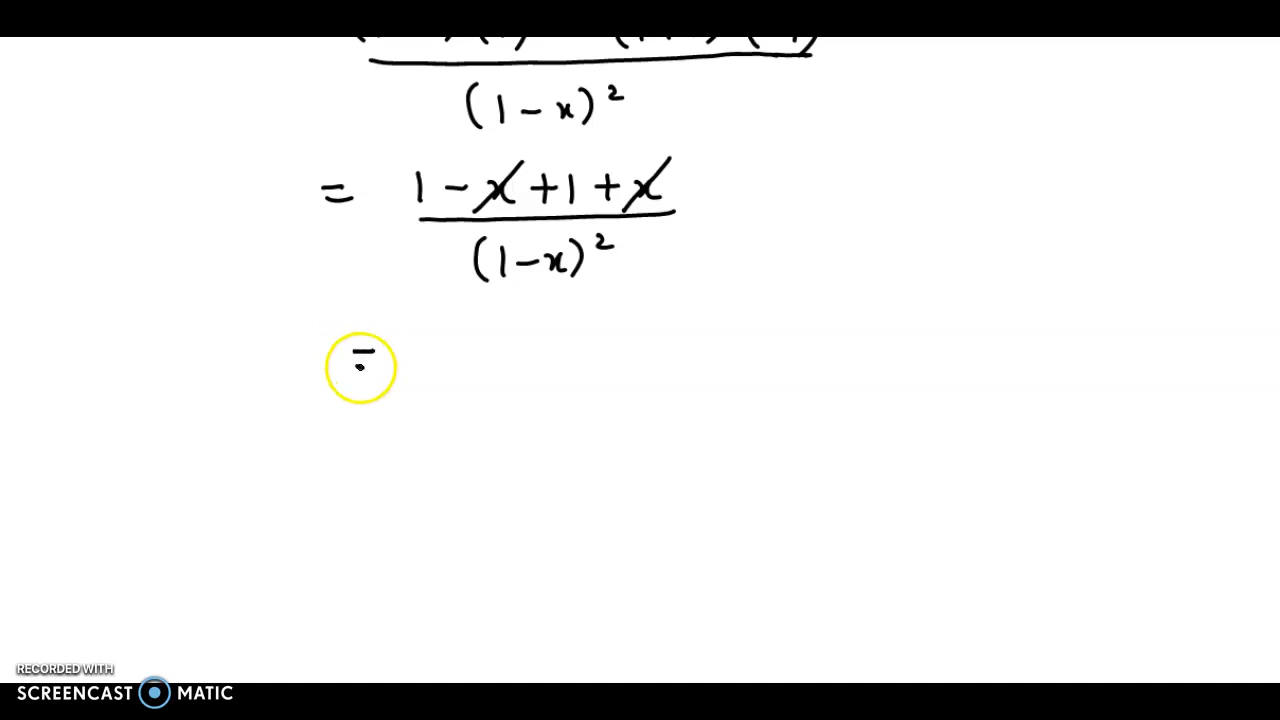 (1-x)²
= 1-x+1+x
(1-x)²
=
RECORDED WITH
SCREENCAST MATIC